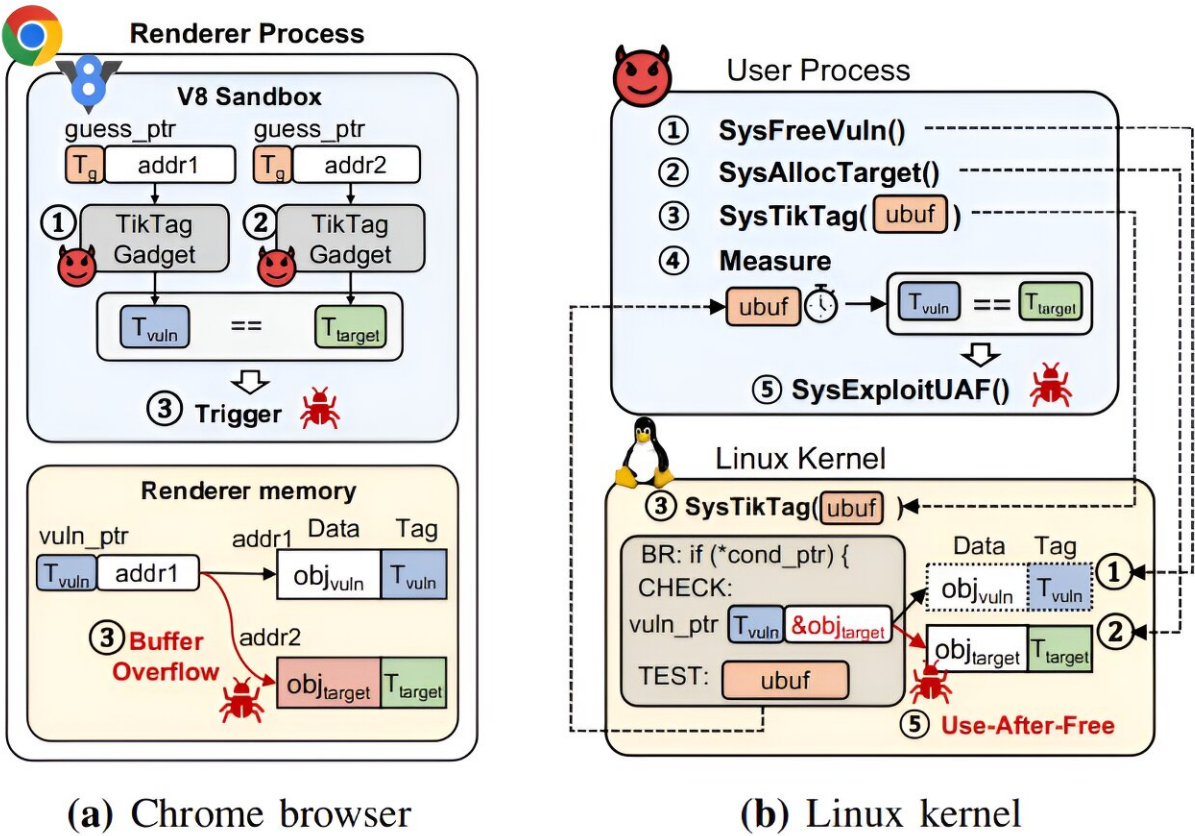 Renderer Process
8
V8 Sandbox
guess_ptr guess_ptr
Tg addr1 Tg addr2
① TikTag Gadget
② TikTag Gadget
Tvuln == Ttarget
③ Trigger
Renderer memory
vuln_ptr addr1 Data Tag
Tvuln addr1 objvuln Tvuln
③ Buffer Overflow
addr2
objtarget Ttarget
(a) Chrome browser
User Process
① SysFreeVuln()
② SysAllocTarget()
③ SysTikTag( ubuf )
④ Measure
ubuf Tvuln == Ttarget
⑤ SysExploitUAF()
Linux Kernel
③ SysTikTag( ubuf )
BR: if (*cond_ptr) {
CHECK:
vuln_ptr Tvuln &objtarget
TEST: ubuf
Data Tag
objvuln Tvuln ①
objtarget Ttarget ②
⑤ Use-After-Free
(b) Linux kernel